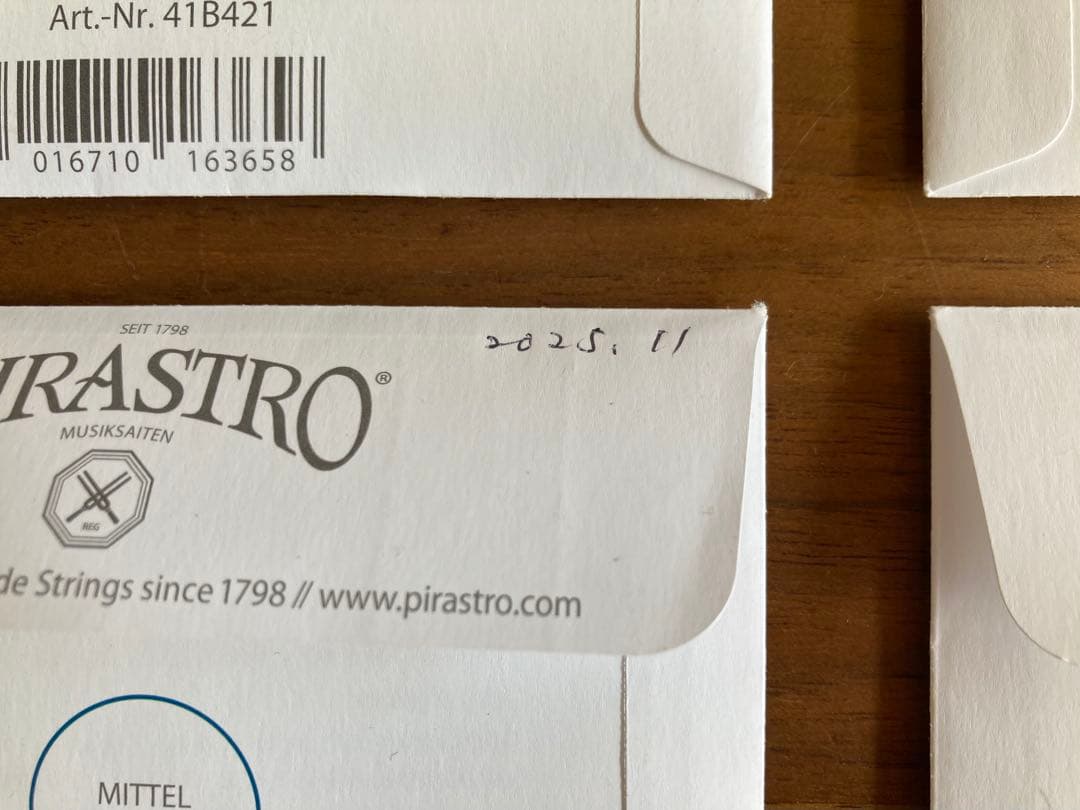 Art.-Nr. 41B421
016710 163658
SEIT 1798
2025. 11
IRASTRO®
MUSIKSAITEN
REG
de Strings since 1798 // www.pirastro.com
MITTEL